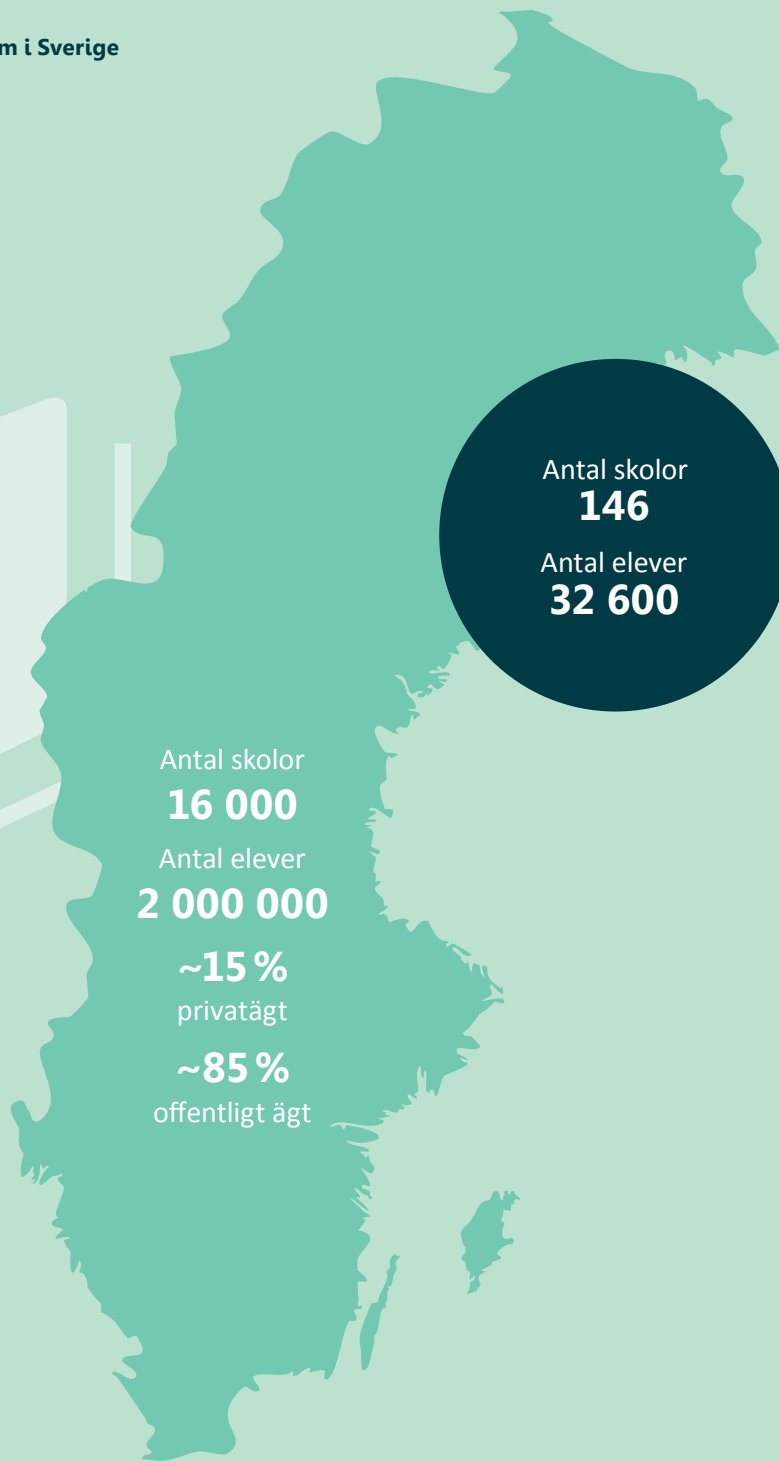 i Sverige
Antal skolor
146
Antal elever
32 600
Antal skolor
16 000
Antal elever
2 000 000
~15 %
privatägt
~85 %
offentligt ägt